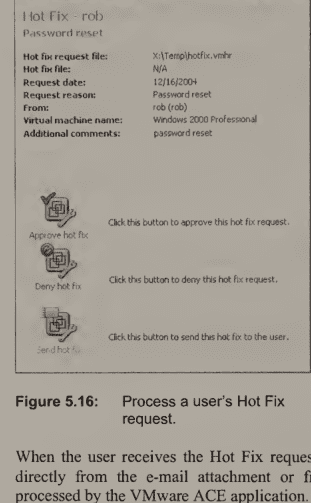 Hot Fix - rob
Password reset
Hot fix request file: X:\Temp\hotfix.vmhr
Hot fix file: N/A
Request date: 12/16/2004
Request reason: Password reset
From: rob (rob)
Virtual machine name: Windows 2000 Professional
Additional comments: password reset
Click this button to approve this hot fix request.
Approve hot fix
Click this button to deny this hot fix request.
Deny hot fix
Click this button to send this hot fix to the user.
Send hot fix
Figure 5.16: Process a user's Hot Fix
request.
When the user receives the Hot Fix reques
directly from the e-mail attachment or fr
processed by the VMware ACE application.